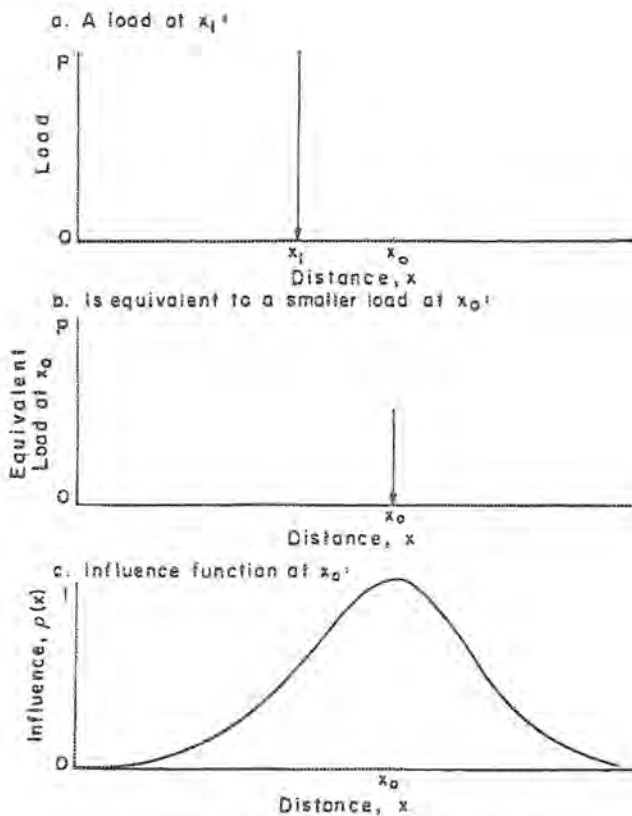 a. A load at x₁:
P
Load
0
x₁ x₀
Distance, x
b. is equivalent to a smaller load at x₀:
P
Equivalent
Load at x₀
0
x₀
Distance, x
c. Influence function at x₀:
1
Influence, ρ(x)
0
x₀
Distance, x